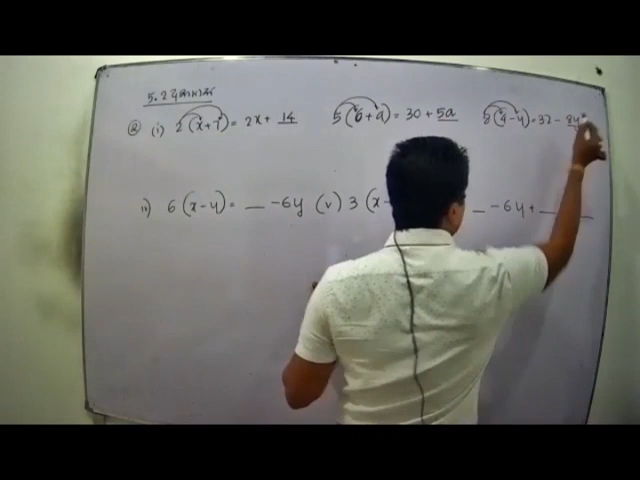 5.2 අභ්‍යාසය
② (i) 2(x+7) = 2x + 14 5(6+a) = 30 + 5a 8(4-y) = 32 - 8y
ii) 6(x-y) = __ -6y (v) 3(x- __ -6y + __